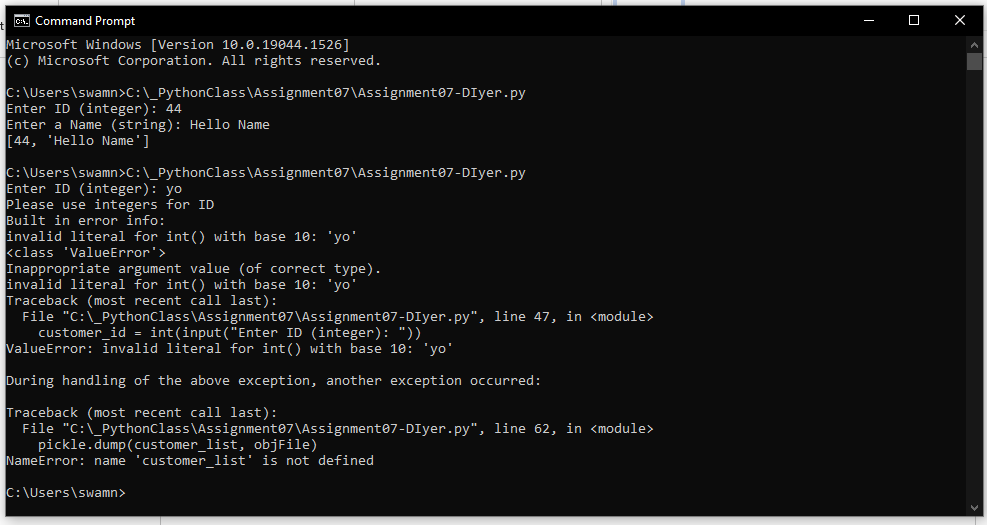 Command Prompt
Microsoft Windows [Version 10.0.19044.1526]
(c) Microsoft Corporation. All rights reserved.
C:\Users\swamn>C:\_PythonClass\Assignment07\Assignment07-DIyer.py
Enter ID (integer): 44
Enter a Name (string): Hello Name
[44, 'Hello Name']
C:\Users\swamn>C:\_PythonClass\Assignment07\Assignment07-DIyer.py
Enter ID (integer): yo
Please use integers for ID
Built in error info:
invalid literal for int() with base 10: 'yo'
<class 'ValueError'>
Inappropriate argument value (of correct type).
invalid literal for int() with base 10: 'yo'
Traceback (most recent call last):
  File "C:\_PythonClass\Assignment07\Assignment07-DIyer.py", line 47, in <module>
    customer_id = int(input("Enter ID (integer): "))
ValueError: invalid literal for int() with base 10: 'yo'
During handling of the above exception, another exception occurred:
Traceback (most recent call last):
  File "C:\_PythonClass\Assignment07\Assignment07-DIyer.py", line 62, in <module>
    pickle.dump(customer_list, objFile)
NameError: name 'customer_list' is not defined
C:\Users\swamn>